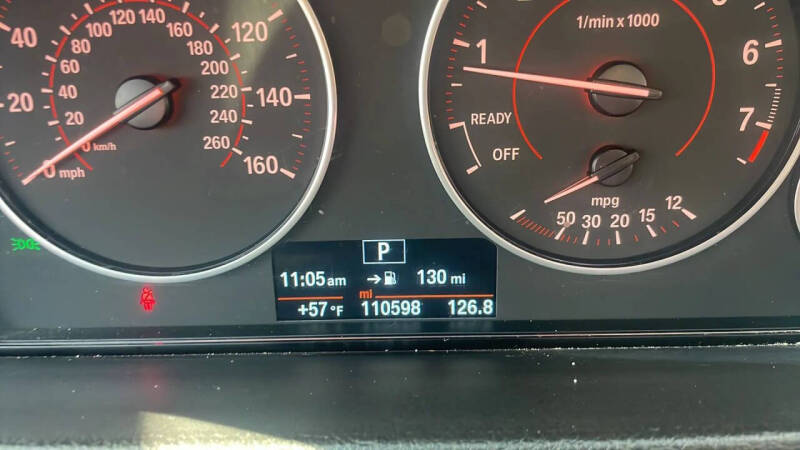 40 60 80 100 120 140 160 180 120
20 40 200 220 140
20 240
0 0 km/h 260
mph 160
1/min x 1000
1 6
READY 7
OFF
mpg
50 30 20 15 12
P
11:05 am → 130 mi
mi
+57 °F 110598 126.8